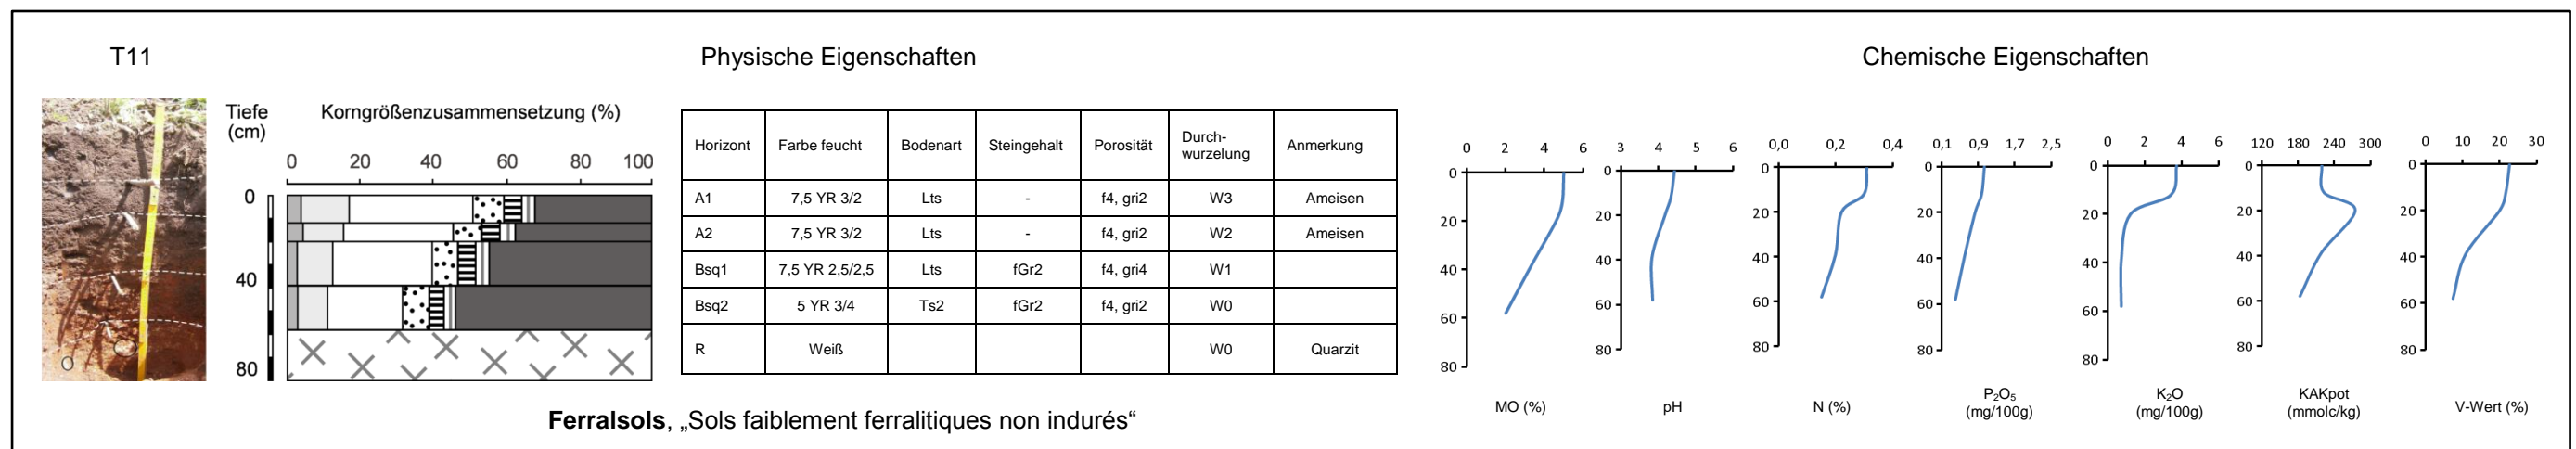 T11
Physische Eigenschaften
Chemische Eigenschaften
Tiefe
(cm)
Korngrößenzusammensetzung (%)
0 20 40 60 80 100
0
40
80
Horizont Farbe feucht Bodenart Steingehalt Porosität Durch-
wurzelung Anmerkung
A1 7,5 YR 3/2 Lts - f4, gri2 W3 Ameisen
A2 7,5 YR 3/2 Lts - f4, gri2 W2 Ameisen
Bsq1 7,5 YR 2,5/2,5 Lts fGr2 f4, gri4 W1
Bsq2 5 YR 3/4 Ts2 fGr2 f4, gri2 W0
R Weiß W0 Quarzit
Ferralsols, „Sols faiblement ferralitiques non indurés“
0 2 4 6
0
20
40
60
80
MO (%)
3 4 5 6
0
20
40
60
80
pH
0,0 0,2 0,4
0
20
40
60
80
N (%)
0,1 0,9 1,7 2,5
0
20
40
60
80
P₂O₅
(mg/100g)
0 2 4 6
0
20
40
60
80
K₂O
(mg/100g)
120 180 240 300
0
20
40
60
80
KAKpot
(mmolc/kg)
0 10 20 30
0
20
40
60
80
V-Wert (%)